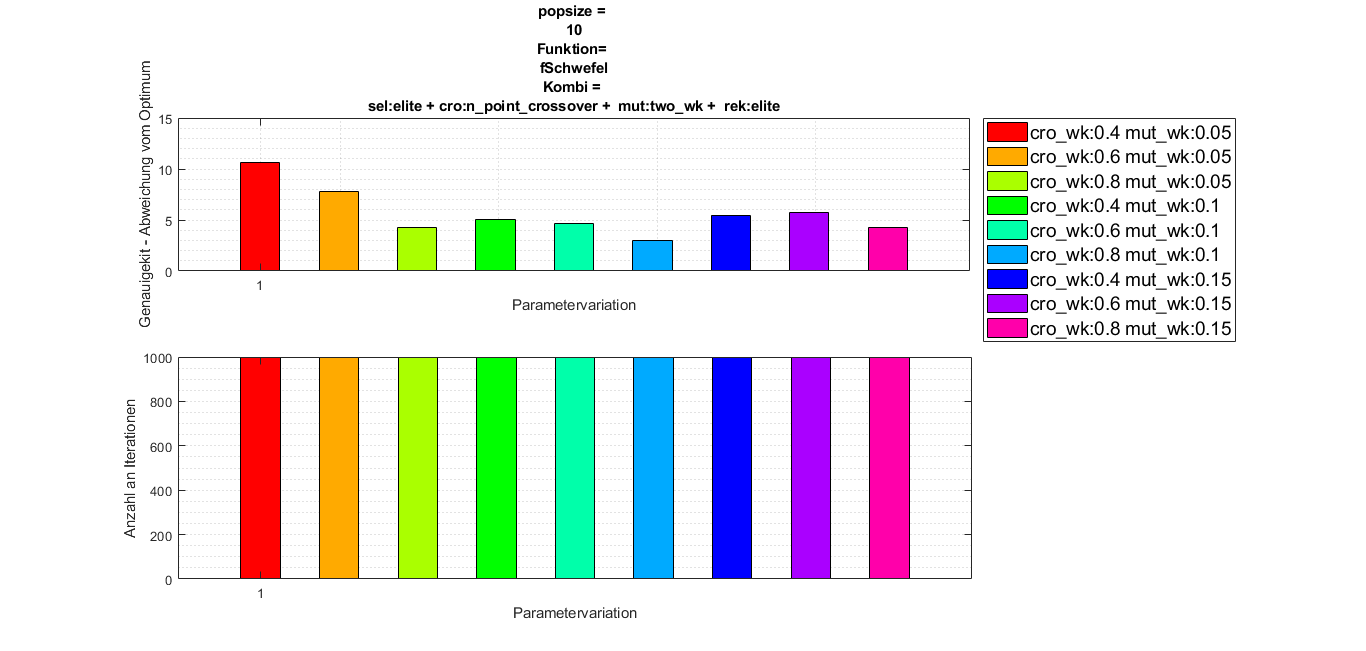 popsize =
10
Funktion=
fSchwefel
Kombi =
sel:elite + cro:n_point_crossover +  mut:two_wk +  rek:elite
Genauigekit - Abweichung vom Optimum
15
10
5
0
1
Parametervariation
cro_wk:0.4 mut_wk:0.05
cro_wk:0.6 mut_wk:0.05
cro_wk:0.8 mut_wk:0.05
cro_wk:0.4 mut_wk:0.1
cro_wk:0.6 mut_wk:0.1
cro_wk:0.8 mut_wk:0.1
cro_wk:0.4 mut_wk:0.15
cro_wk:0.6 mut_wk:0.15
cro_wk:0.8 mut_wk:0.15
Anzahl an Iterationen
1000
800
600
400
200
0
1
Parametervariation